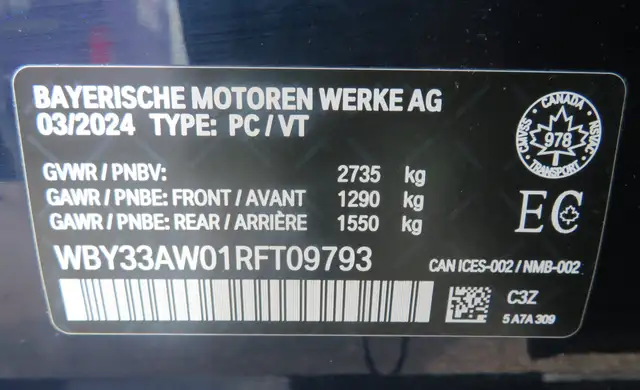 BAYERISCHE MOTOREN WERKE AG
03/2024 TYPE: PC/VT
GVWR / PNBV: 2735 kg
GAWR / PNBE: FRONT / AVANT 1290 kg
GAWR / PNBE: REAR / ARRIÈRE 1550 kg
CANADA
CMVSS NSVAC
978
TRANSPORT
EC
WBY33AW01RFT09793
CAN ICES-002 / NMB-002
C3Z
5 A7A 309